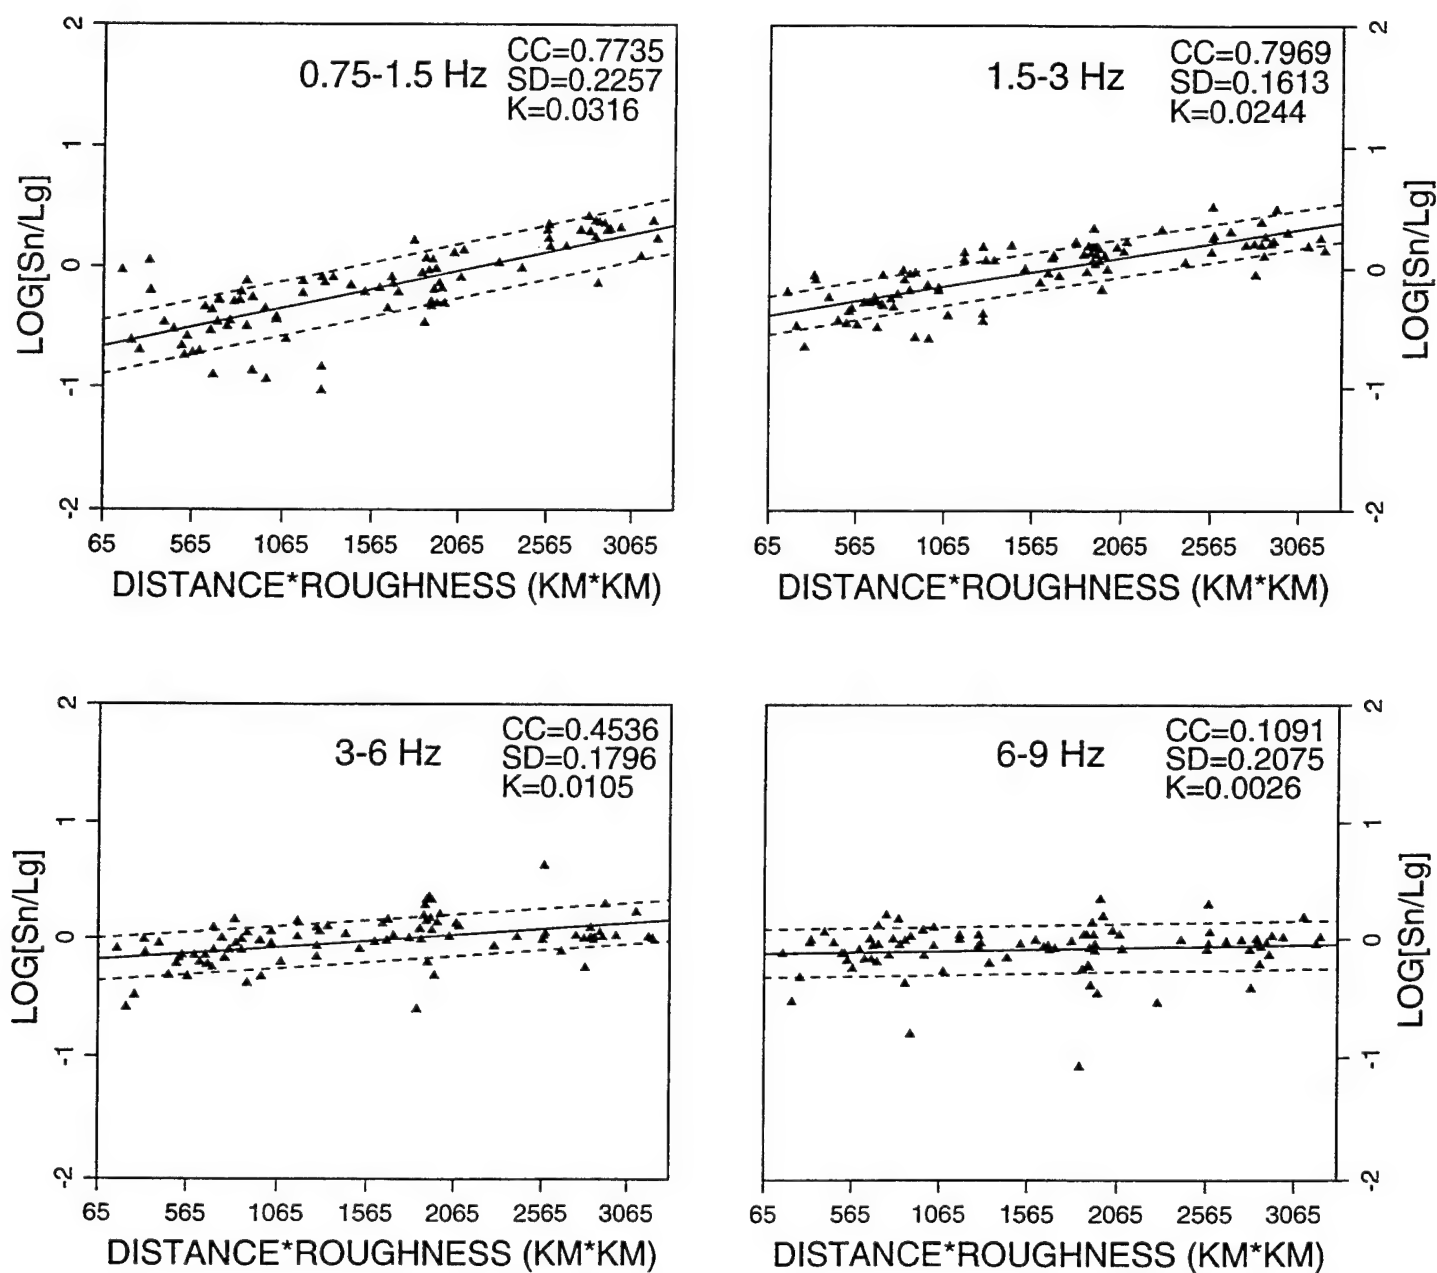 0.75-1.5 Hz
CC=0.7735
SD=0.2257
K=0.0316
2
1
0
-1
-2
LOG[Sn/Lg]
65 565 1065 1565 2065 2565 3065
DISTANCE*ROUGHNESS (KM*KM)
1.5-3 Hz
CC=0.7969
SD=0.1613
K=0.0244
2
1
0
-1
-2
LOG[Sn/Lg]
65 565 1065 1565 2065 2565 3065
DISTANCE*ROUGHNESS (KM*KM)
3-6 Hz
CC=0.4536
SD=0.1796
K=0.0105
2
1
0
-1
-2
LOG[Sn/Lg]
65 565 1065 1565 2065 2565 3065
DISTANCE*ROUGHNESS (KM*KM)
6-9 Hz
CC=0.1091
SD=0.2075
K=0.0026
2
1
0
-1
-2
LOG[Sn/Lg]
65 565 1065 1565 2065 2565 3065
DISTANCE*ROUGHNESS (KM*KM)